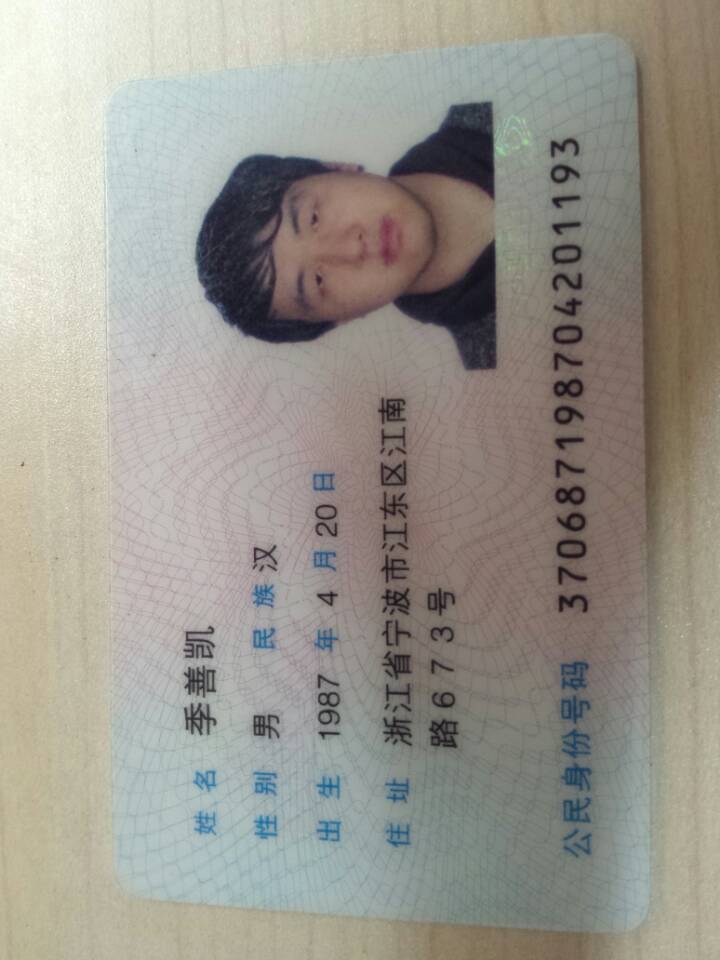 姓名 季善凯
性别 男 民族 汉
出生 1987 年 4 月 20 日
住址 浙江省宁波市江东区江南
路673号
公民身份号码 370687198704201193